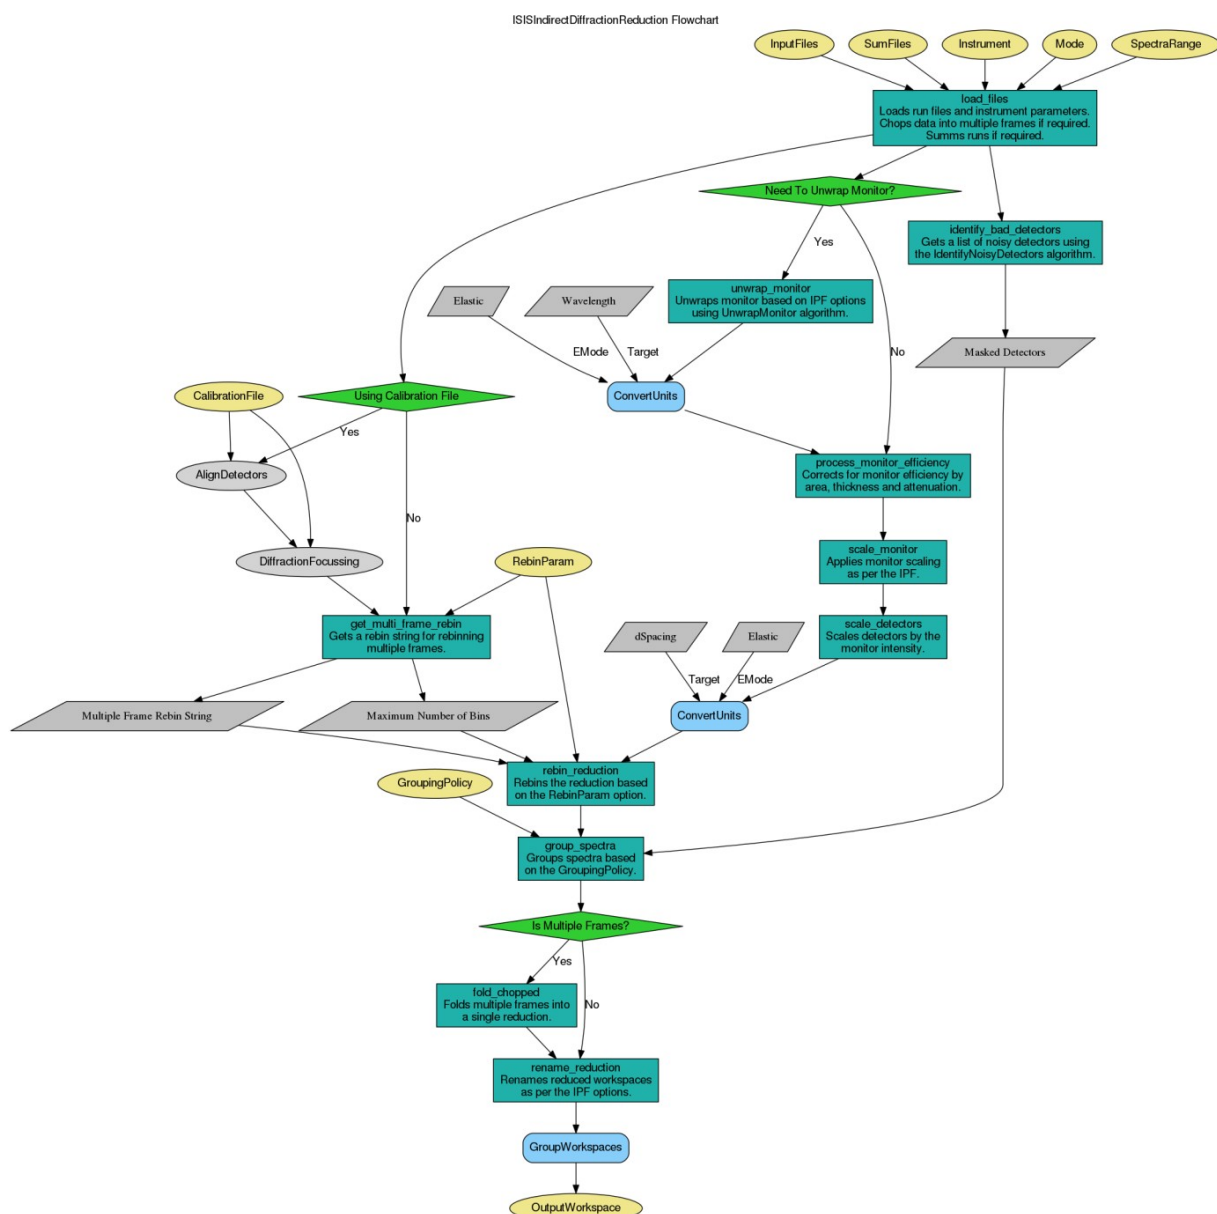 ISISIndirectDiffractionReduction Flowchart
InputFiles
SumFiles
Instrument
Mode
SpectraRange
load_files
Loads run files and instrument parameters.
Chops data into multiple frames if required.
Summs runs if required.
Need To Unwrap Monitor?
identify_bad_detectors
Gets a list of noisy detectors using
the IdentifyNoisyDetectors algorithm.
Yes
unwrap_monitor
Unwraps monitor based on IPF options
using UnwrapMonitor algorithm.
Elastic
Wavelength
EMode
Target
No
Masked Detectors
CalibrationFile
Using Calibration File
ConvertUnits
Yes
AlignDetectors
process_monitor_efficiency
Corrects for monitor efficiency by
area, thickness and attenuation.
No
DiffractionFocussing
RebinParam
scale_monitor
Applies monitor scaling
as per the IPF.
get_multi_frame_rebin
Gets a rebin string for rebinning
multiple frames.
dSpacing
Elastic
scale_detectors
Scales detectors by the
monitor intensity.
Target
EMode
Multiple Frame Rebin String
Maximum Number of Bins
ConvertUnits
GroupingPolicy
rebin_reduction
Rebins the reduction based
on the RebinParam option.
group_spectra
Groups spectra based
on the GroupingPolicy.
Is Multiple Frames?
Yes
fold_chopped
Folds multiple frames into
a single reduction.
No
rename_reduction
Renames reduced workspaces
as per the IPF options.
GroupWorkspaces
OutputWorkspace